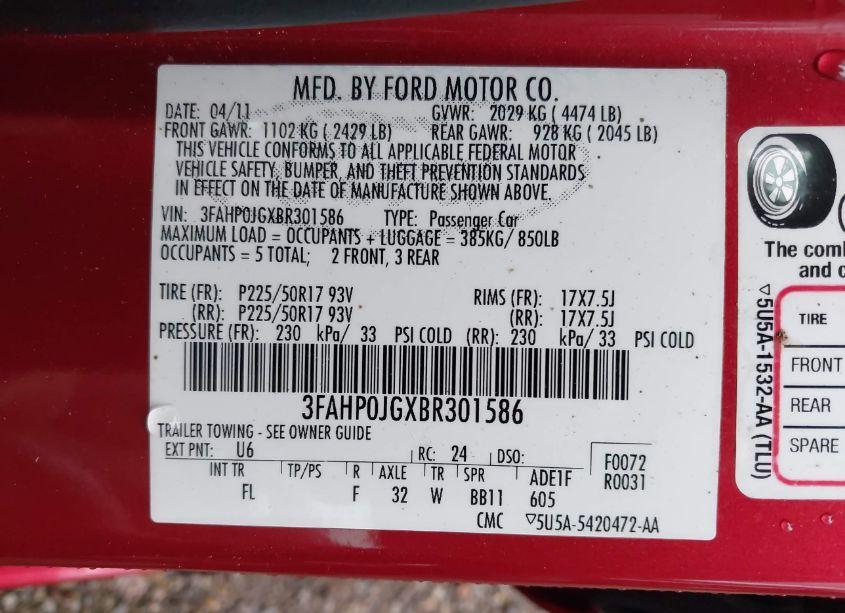 MFD. BY FORD MOTOR CO.
DATE: 04/11 GVWR: 2029 KG ( 4474 LB)
FRONT GAWR: 1102 KG ( 2429 LB) REAR GAWR: 928 KG ( 2045 LB)
THIS VEHICLE CONFORMS TO ALL APPLICABLE FEDERAL MOTOR
VEHICLE SAFETY, BUMPER, AND THEFT PREVENTION STANDARDS
IN EFFECT ON THE DATE OF MANUFACTURE SHOWN ABOVE.
VIN: 3FAHP0JGXBR301586 TYPE: Passenger Car
MAXIMUM LOAD = OCCUPANTS + LUGGAGE = 385KG/ 850LB
OCCUPANTS = 5 TOTAL; 2 FRONT, 3 REAR
TIRE (FR): P225/50R17 93V RIMS (FR): 17X7.5J
(RR): P225/50R17 93V (RR): 17X7.5J
PRESSURE (FR): 230 kPa/ 33 PSI COLD (RR): 230 kPa/ 33 PSI COLD
3FAHP0JGXBR301586
TRAILER TOWING - SEE OWNER GUIDE
EXT PNT: U6 RC: 24 DSO: F0072
R0031
INT TR TP/PS R AXLE TR SPR ADE1F
FL F 32 W BB11 605
CMC ▽5U5A-5420472-AA
▽5U5A-1532-AA (TLU)
The comb
and c
TIRE
FRONT
REAR
SPARE